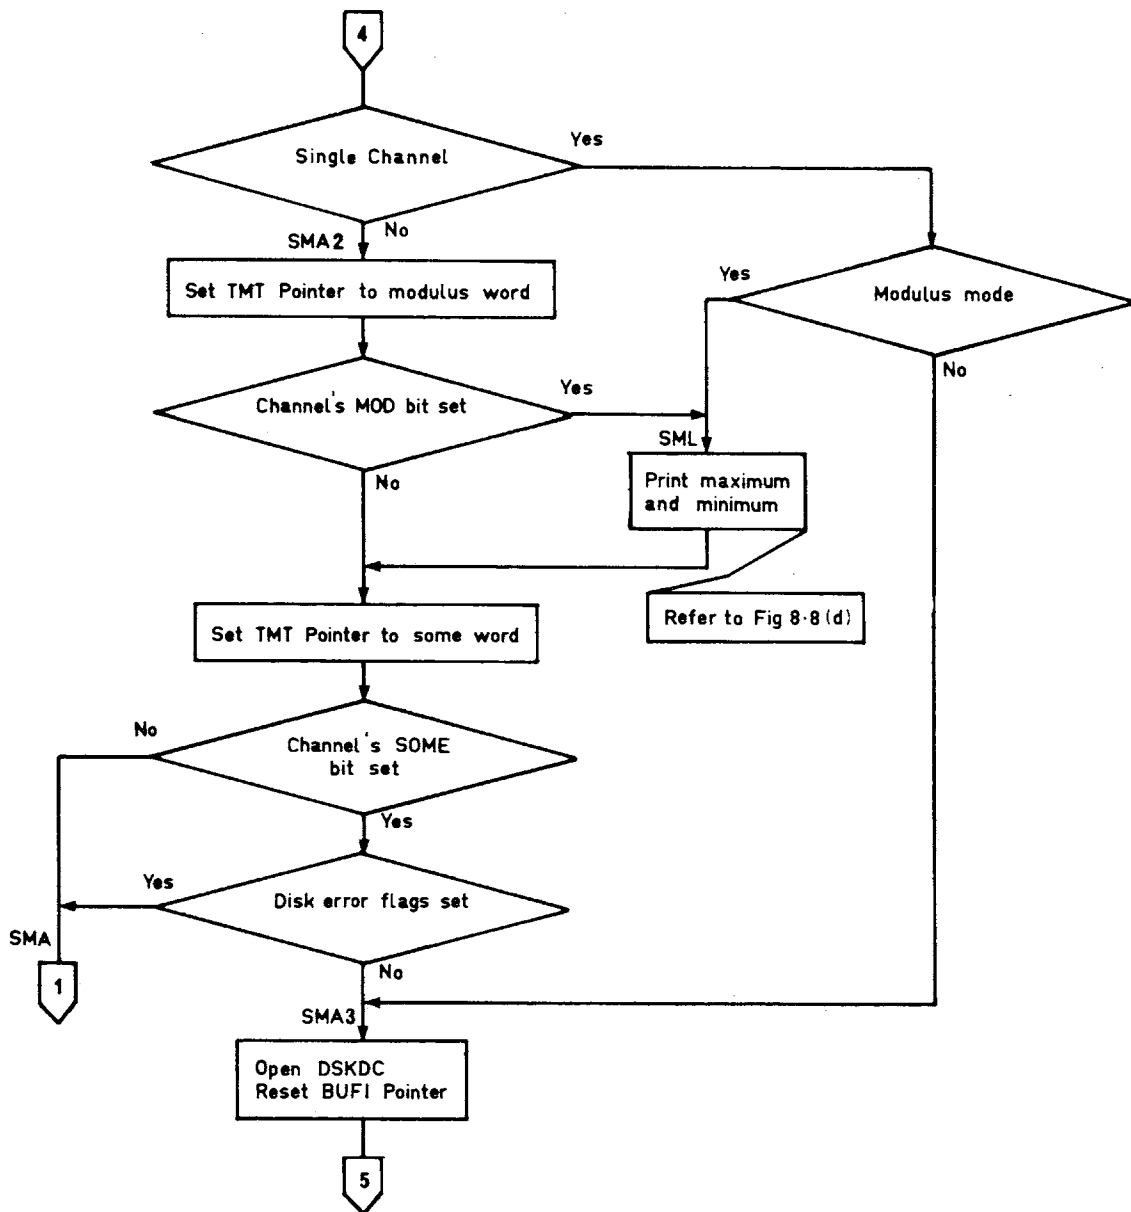 4
Single Channel
Yes
No
SMA2
Set TMT Pointer to modulus word
Yes
Modulus mode
No
Channel's MOD bit set
Yes
No
SML
Print maximum
and minimum
Refer to Fig 8·8 (d)
Set TMT Pointer to some word
No
Channel's SOME
bit set
Yes
Yes
Disk error flags set
No
SMA
1
SMA3
Open DSKDC
Reset BUF1 Pointer
5